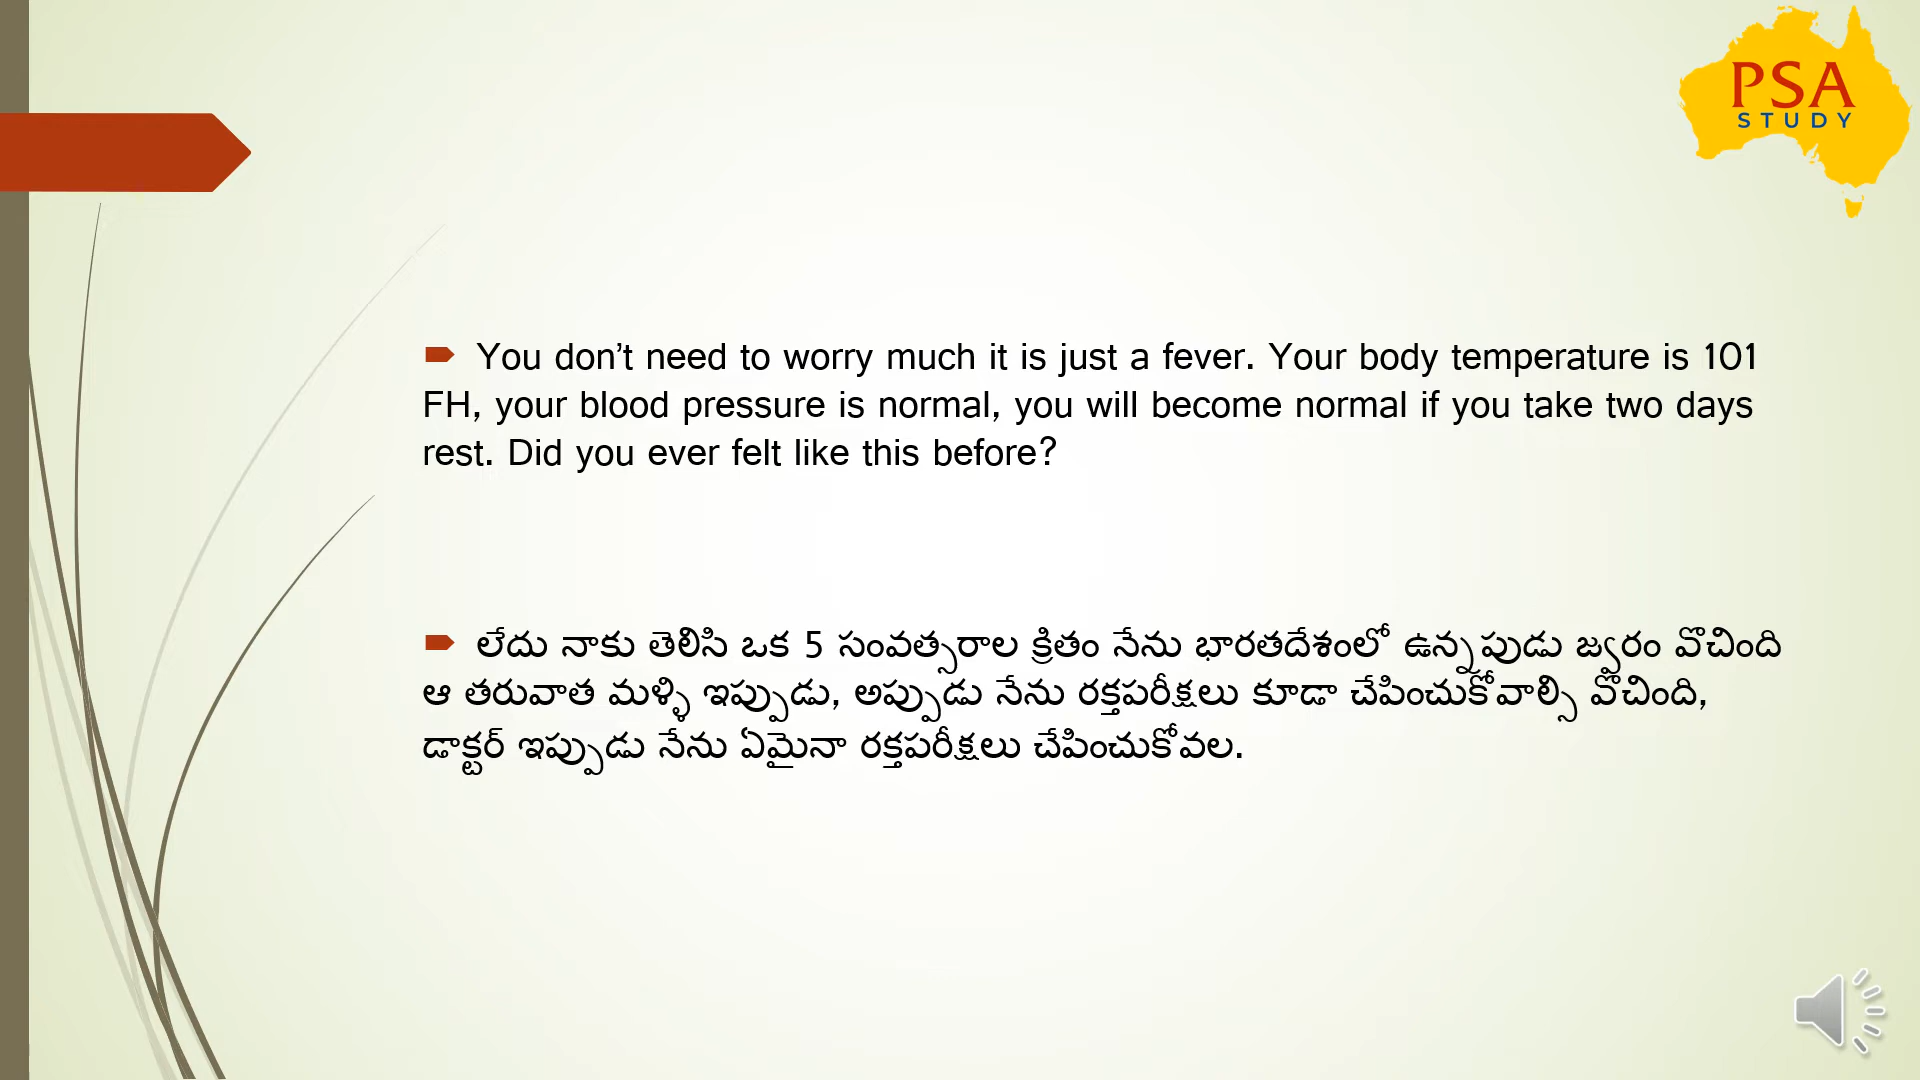 PSA
STUDY
You don’t need to worry much it is just a fever. Your body temperature is 101
FH, your blood pressure is normal, you will become normal if you take two days
rest. Did you ever felt like this before?
లేదు నాకు తెలిసి ఒక 5 సంవత్సరాల క్రితం నేను భారతదేశంలో ఉన్నపుడు జ్వరం వొచింది
ఆ తరువాత మళ్ళి ఇప్పుడు, అప్పుడు నేను రక్తపరీక్షలు కూడా చేపించుకోవాల్సి వొచింది,
డాక్టర్ ఇప్పుడు నేను ఏమైనా రక్తపరీక్షలు చేపించుకోవల.